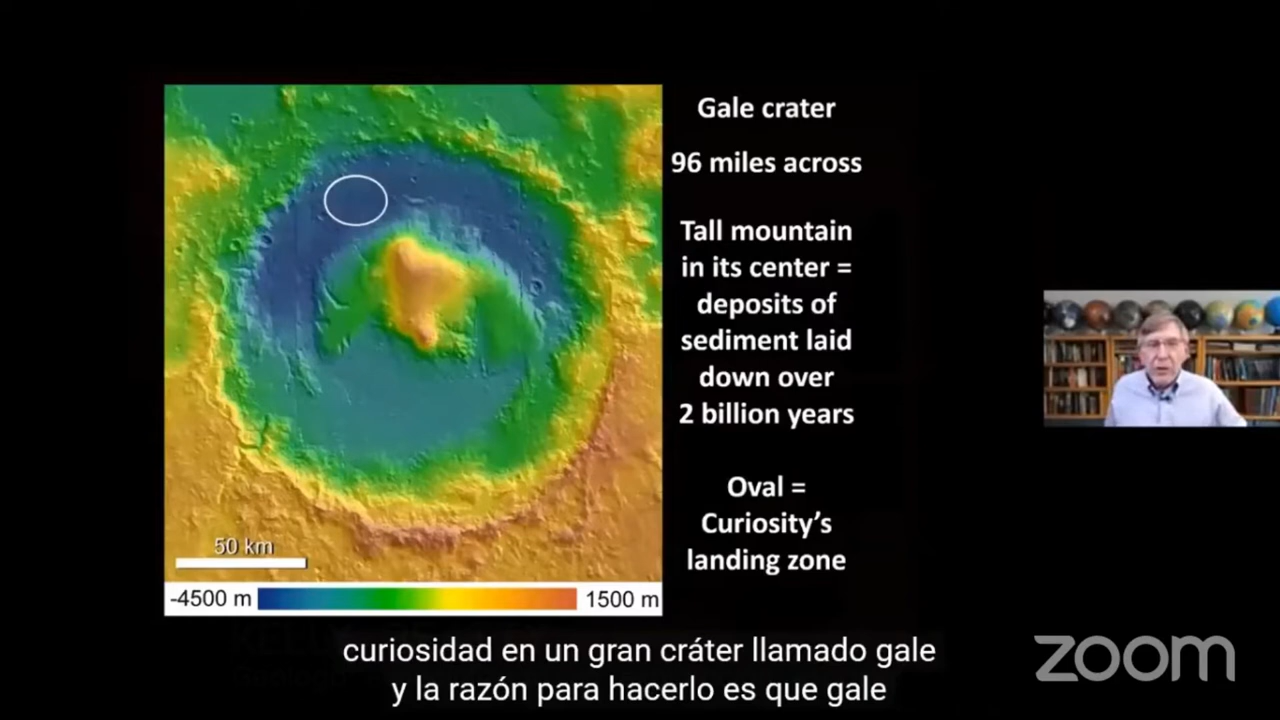 Gale crater
96 miles across
Tall mountain
in its center =
deposits of
sediment laid
down over
2 billion years
Oval =
Curiosity's
landing zone
50 km
-4500 m
1500 m
curiosidad en un gran cráter llamado gale
y la razón para hacerlo es que gale
zoom